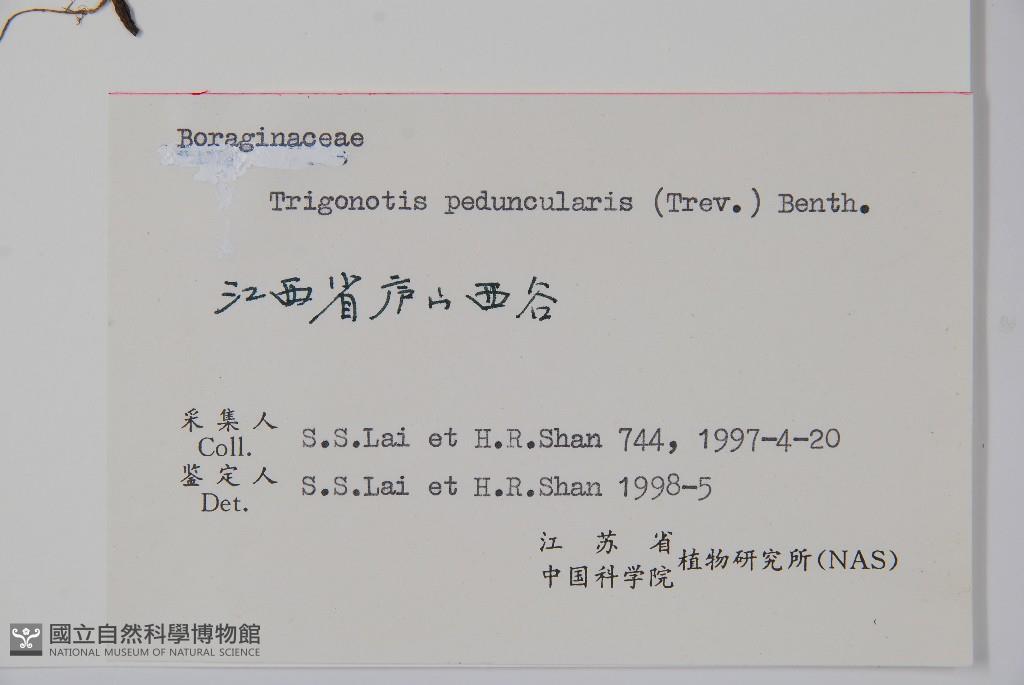 Boraginaceae
Trigonotis peduncularis (Trev.) Benth.
江西省庐山西谷
采集人
Coll.
S.S.Lai et H.R.Shan 744, 1997-4-20
鉴定人
Det.
S.S.Lai et H.R.Shan 1998-5
江苏省
中国科学院
植物研究所(NAS)
國立自然科學博物館
NATIONAL MUSEUM OF NATURAL SCIENCE